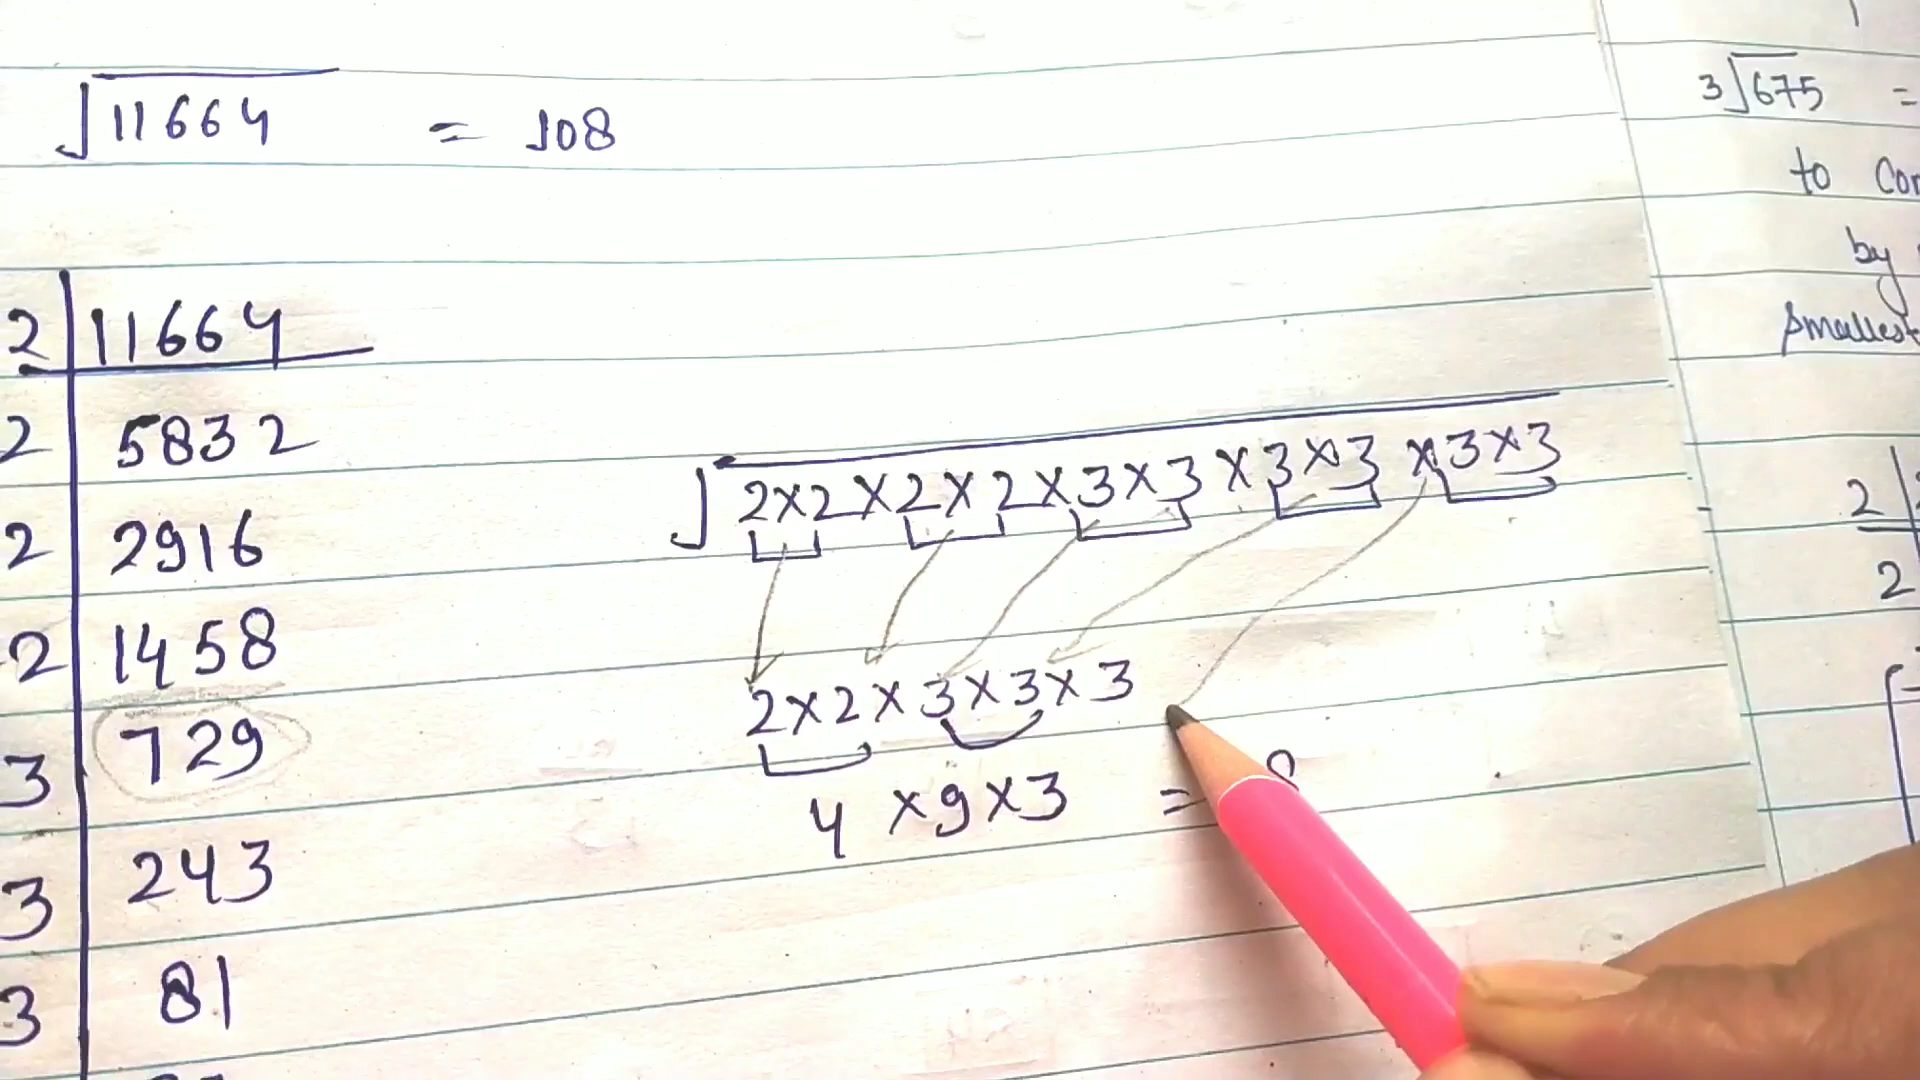 √11664 = 108
2 | 11664
2 | 5832
2 | 2916
2 | 1458
3 | 729
3 | 243
3 | 81
√2×2×2×2×3×3×3×3×3×3
2×2×3×3×3
4×9×3 =
3√675 =
to
by
smallest
2
2